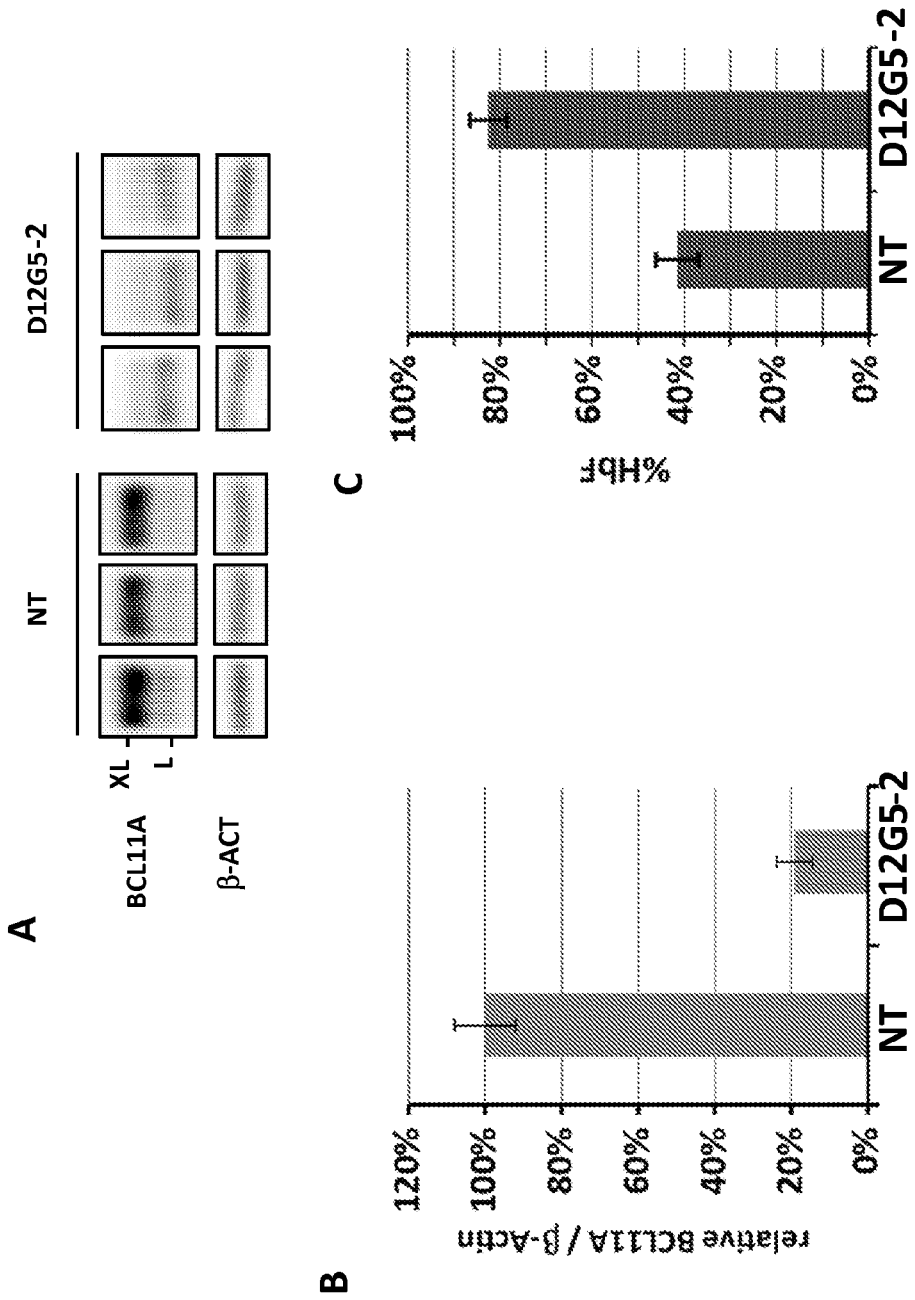 A
NT
D12G5-2
BCL11A
XL
L
β-ACT
B
relative BCL11A / β-Actin
120%
100%
80%
60%
40%
20%
0%
NT
D12G5-2
C
%HbF
100%
80%
60%
40%
20%
0%
NT
D12G5-2